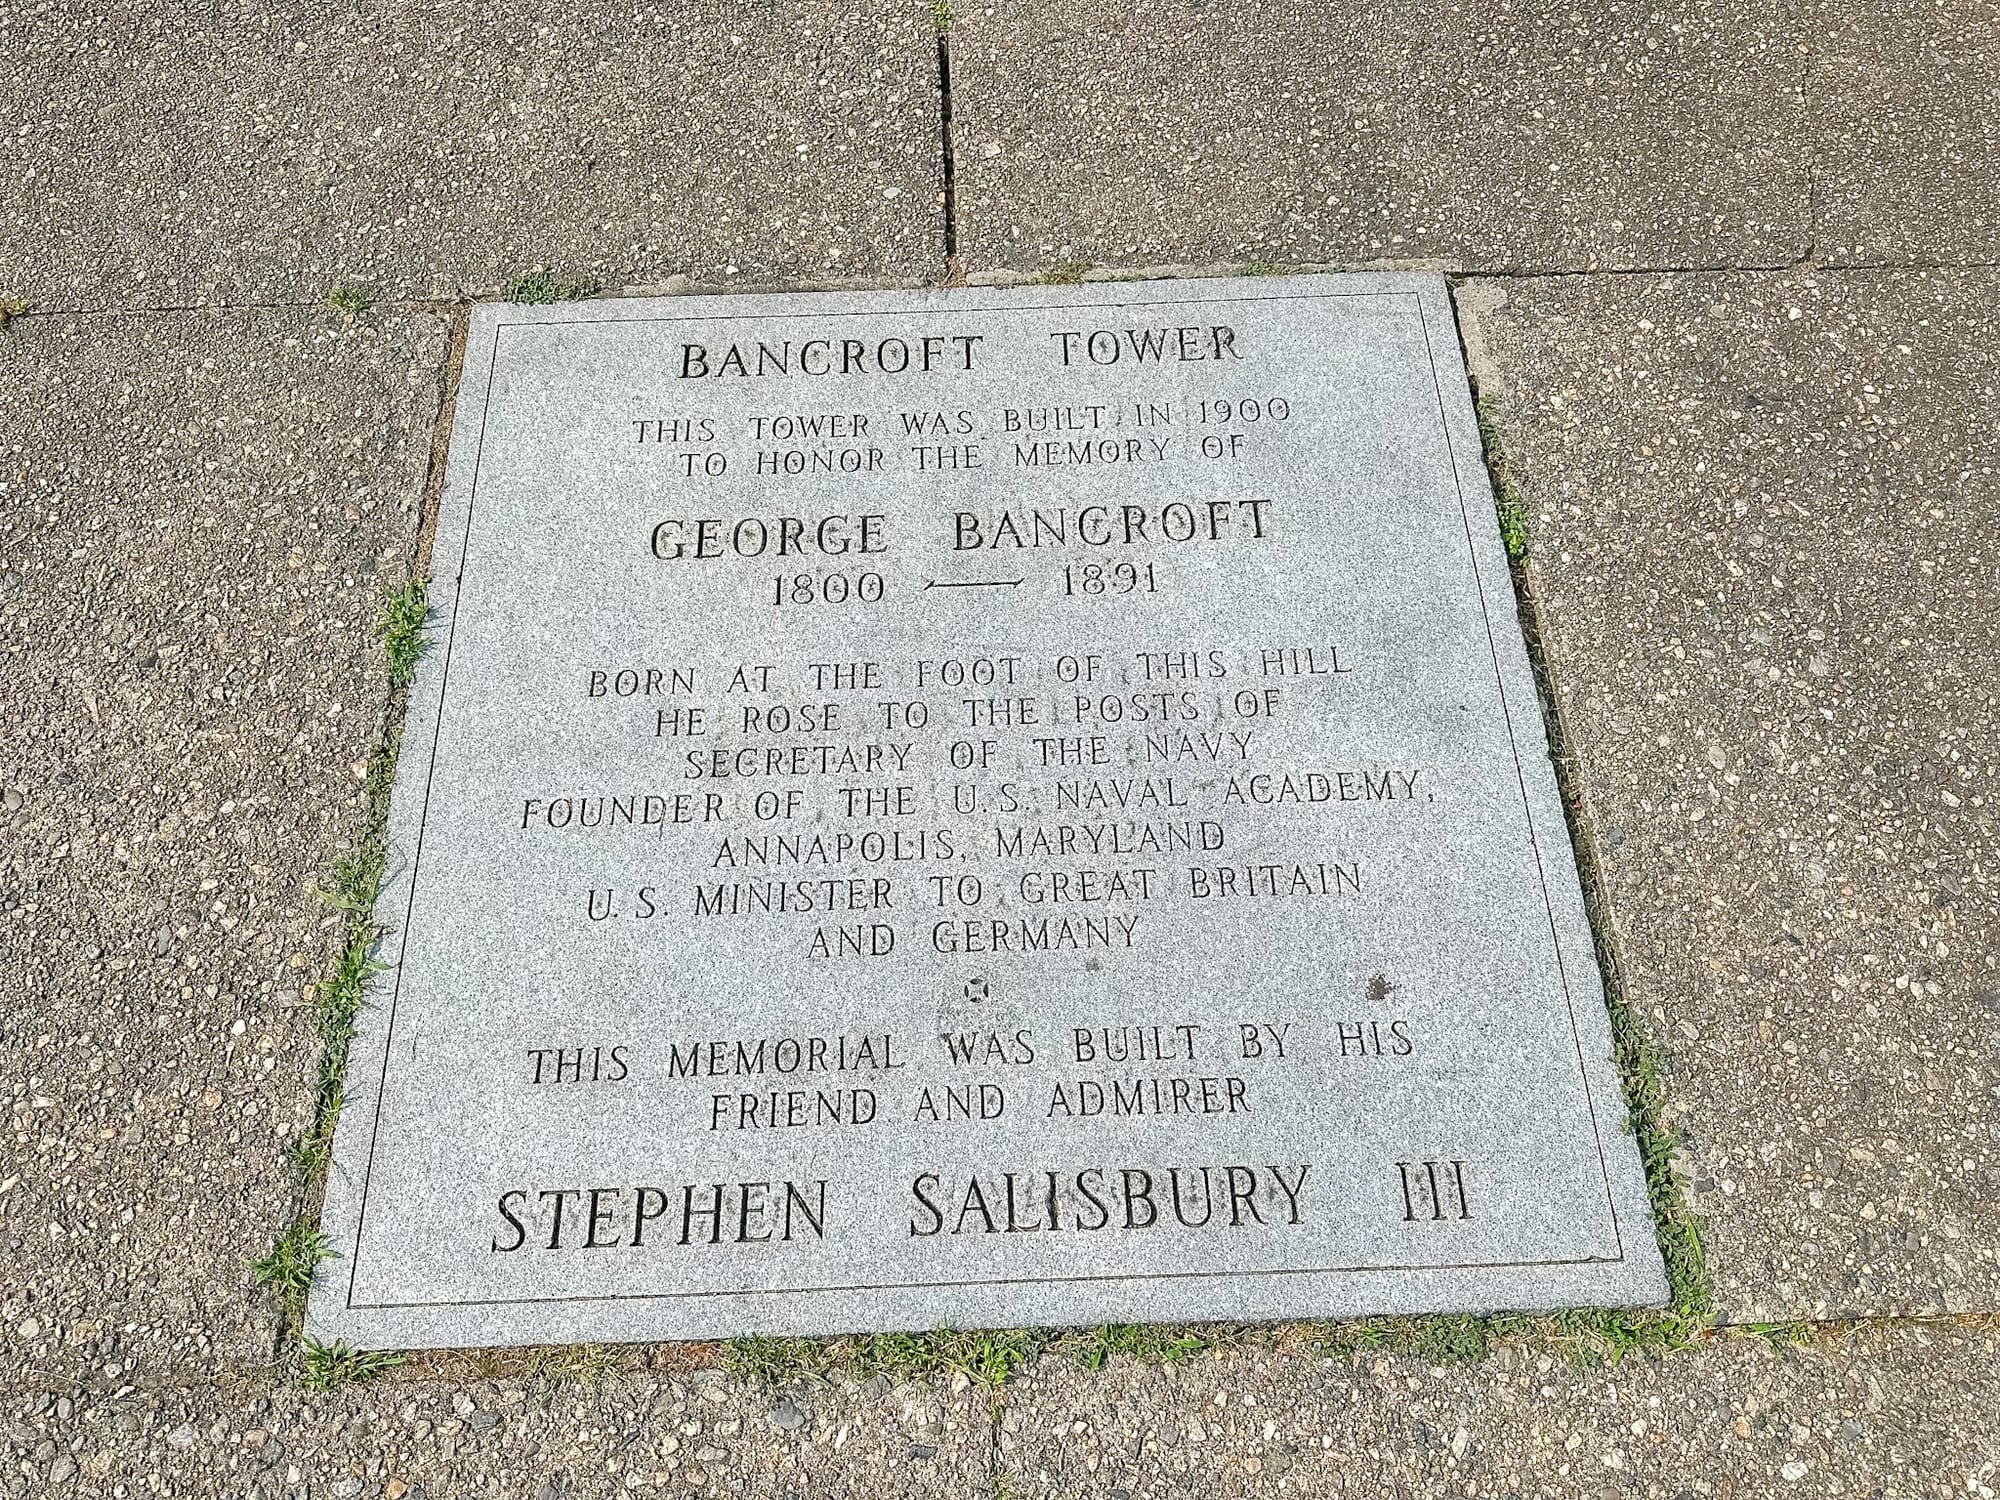 BANCROFT TOWER
THIS TOWER WAS BUILT IN 1900
TO HONOR THE MEMORY OF
GEORGE BANCROFT
1800 — 1891
BORN AT THE FOOT OF THIS HILL
HE ROSE TO THE POSTS OF
SECRETARY OF THE NAVY
FOUNDER OF THE U.S. NAVAL ACADEMY,
ANNAPOLIS, MARYLAND
U.S. MINISTER TO GREAT BRITAIN
AND GERMANY
THIS MEMORIAL WAS BUILT BY HIS
FRIEND AND ADMIRER
STEPHEN SALISBURY III